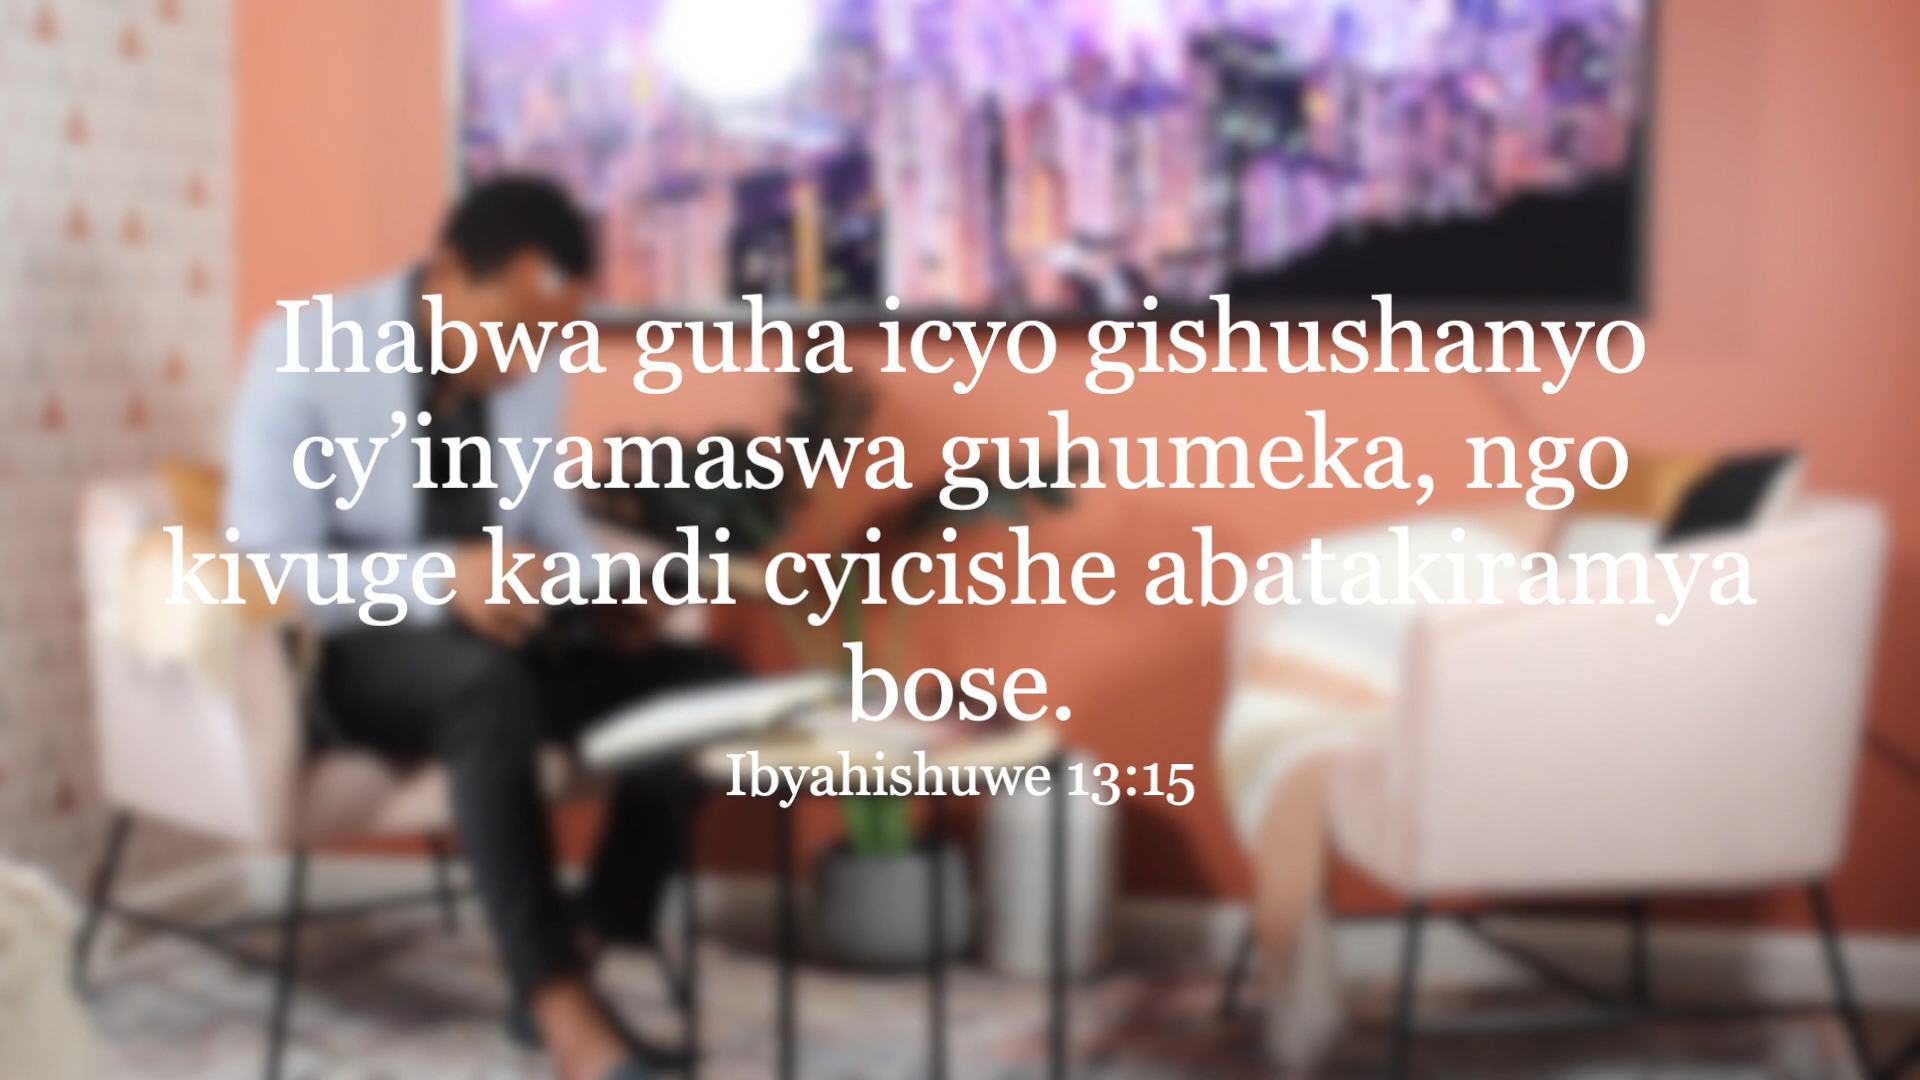 Ihabwa guha icyo gishushanyo
cy’inyamaswa guhumeka, ngo
kivuge kandi cyicishe abatakiramya
bose.
Ibyahishuwe 13:15